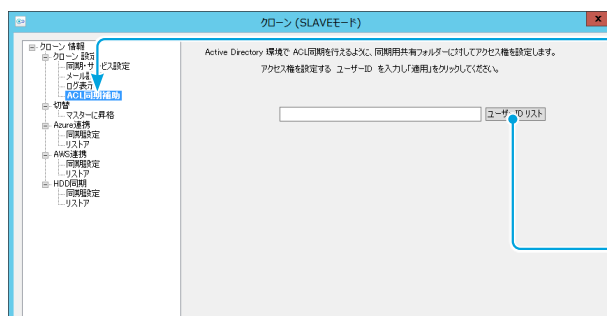 クローン (SLAVEモード)
x
クローン 情報
クローン 設定
同期・サービス設定
メール
ログ表示
ACL同期補助
切替
マスターに昇格
Azure連携
同期設定
リストア
AWS連携
同期設定
リストア
HDD同期
同期設定
リストア
Active Directory 環境で ACL同期を行えるように、同期用共有フォルダーに対してアクセス権を設定します。
アクセス権を設定する ユーザーID を入力し「適用」をクリックしてください。
ユーザーID リスト